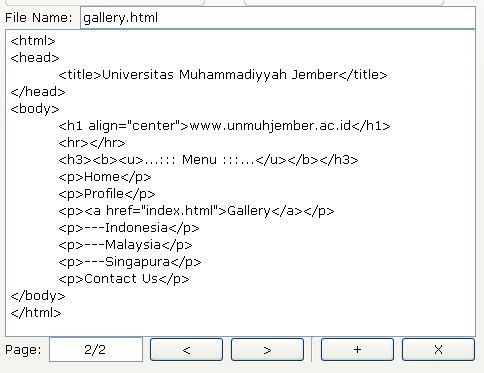 File Name: gallery.html
<html>
<head>
<title>Universitas Muhammadiyyah Jember</title>
</head>
<body>
<h1 align="center">www.unmuhjember.ac.id</h1>
<hr></hr>
<h3><b><u>...::: Menu :::...</u></b></h3>
<p>Home</p>
<p>Profile</p>
<p><a href="index.html">Gallery</a></p>
<p>---Indonesia</p>
<p>---Malaysia</p>
<p>---Singapura</p>
<p>Contact Us</p>
</body>
</html>
Page: 2/2 < > + X